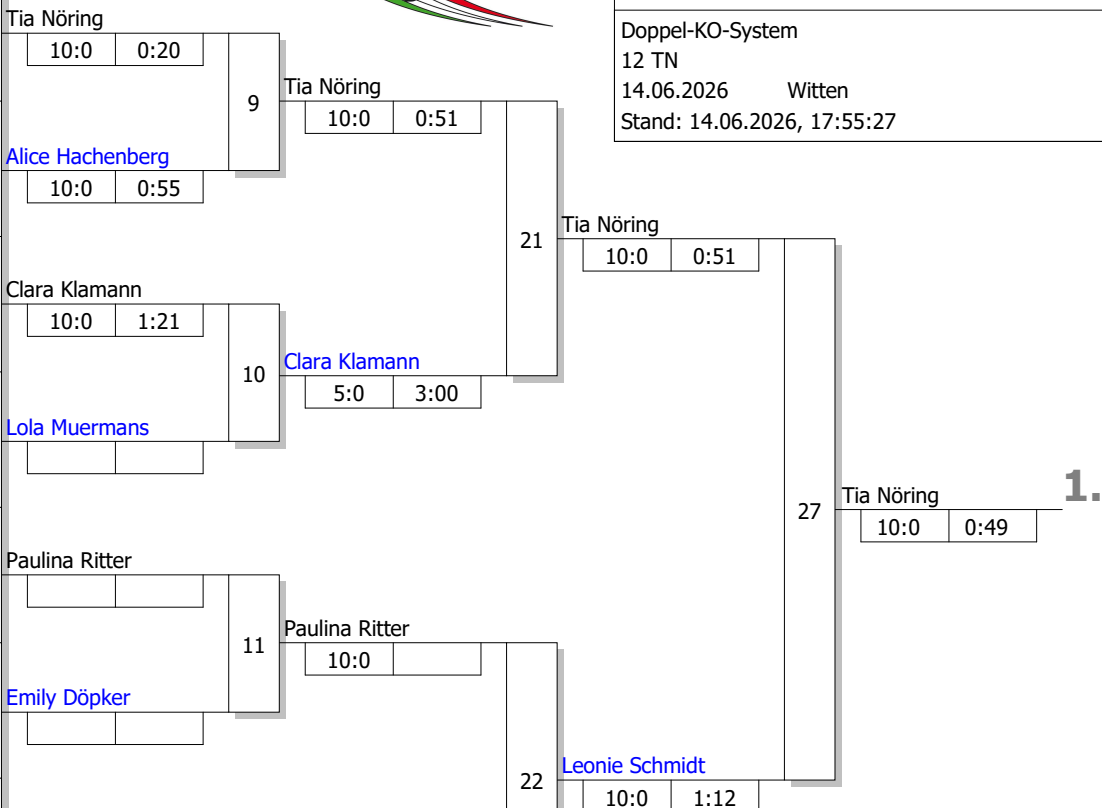 Doppel-KO-System
12 TN
14.06.2026 Witten
Stand: 14.06.2026, 17:55:27
Tia Nöring
10:0 0:20
9
Alice Hachenberg
10:0 0:55
Tia Nöring
10:0 0:51
Clara Klamann
10:0 1:21
10
Lola Muermans
Clara Klamann
5:0 3:00
21
Tia Nöring
10:0 0:51
Paulina Ritter
11
Emily Döpker
Paulina Ritter
10:0
22
Leonie Schmidt
10:0 1:12
27
Tia Nöring
10:0 0:49
1.